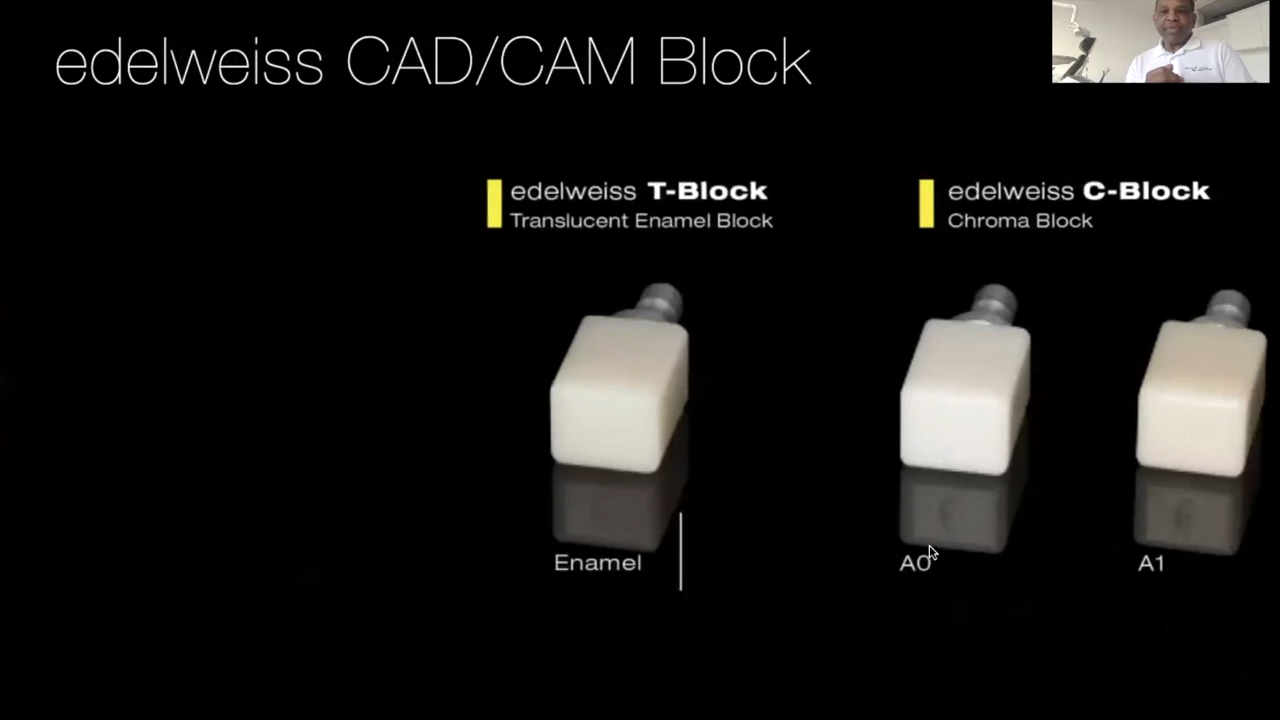 edelweiss CAD/CAM Block
edelweiss T-Block
Translucent Enamel Block
edelweiss C-Block
Chroma Block
Enamel
A0
A1